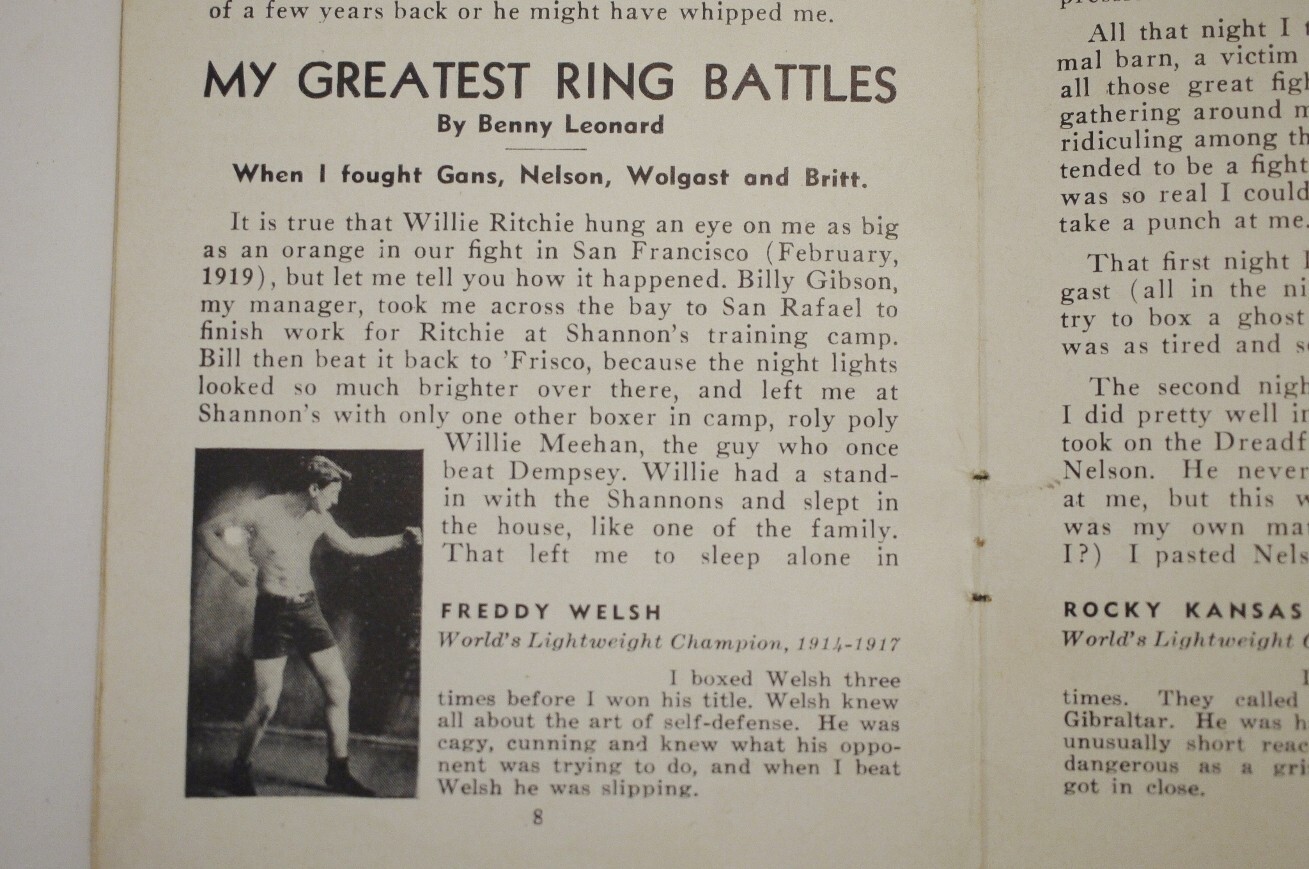 of a few years back or he might have whipped me.
MY GREATEST RING BATTLES
By Benny Leonard
When I fought Gans, Nelson, Wolgast and Britt.
It is true that Willie Ritchie hung an eye on me as big
as an orange in our fight in San Francisco (February,
1919), but let me tell you how it happened. Billy Gibson,
my manager, took me across the bay to San Rafael to
finish work for Ritchie at Shannon's training camp.
Bill then beat it back to 'Frisco, because the night lights
looked so much brighter over there, and left me at
Shannon's with only one other boxer in camp, roly poly
Willie Meehan, the guy who once
beat Dempsey. Willie had a stand-
in with the Shannons and slept in
the house, like one of the family.
That left me to sleep alone in
FREDDY WELSH
World's Lightweight Champion, 1914-1917
I boxed Welsh three
times before I won his title. Welsh knew
all about the art of self-defense. He was
cagy, cunning and knew what his oppo-
nent was trying to do, and when I beat
Welsh he was slipping.
8
All that night I
mal barn, a victim
all those great
gathering around
ridiculing among
tended to be a fight
was so real I could
take a punch at me.
That first night
gast (all in the
try to box a ghost
was as tired and
The second
I did pretty well
took on the
Nelson. He never
at me, but this
was my own
I?) I pasted
ROCKY KANSAS
World's Lightweight
times. They called
Gibraltar. He was
unusually short
dangerous as a
got in close.